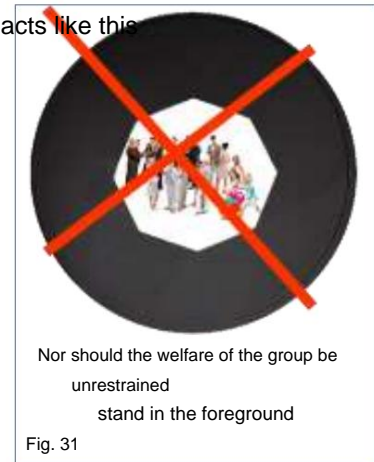 acts like this
Nor should the welfare of the group be
unrestrained
stand in the foreground
Fig. 31